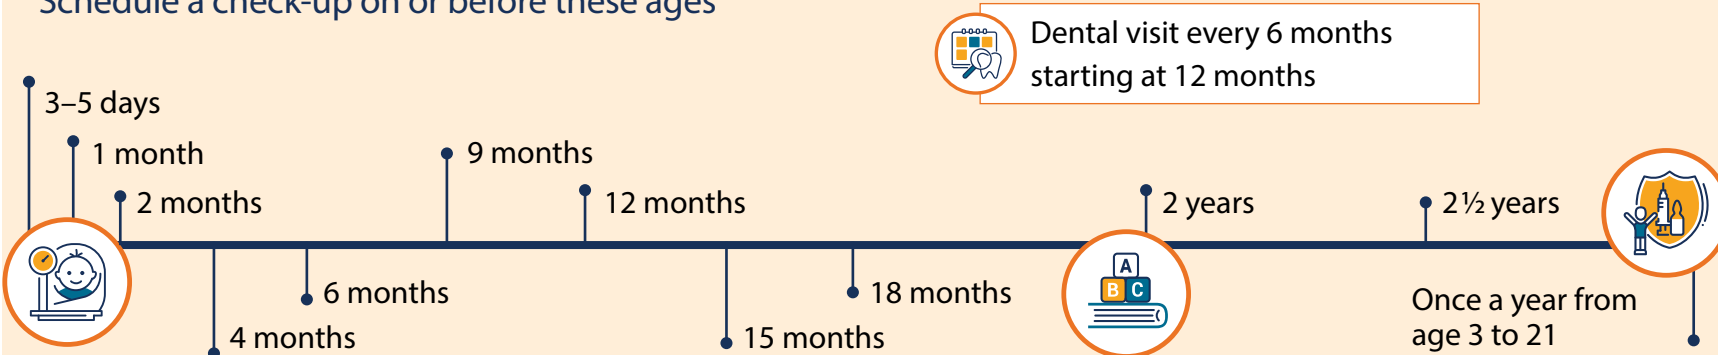 Schedule a check-up on or before these ages
Dental visit every 6 months
starting at 12 months
3–5 days
1 month
2 months
4 months
6 months
9 months
12 months
15 months
18 months
2 years
2½ years
Once a year from
age 3 to 21
A
B C